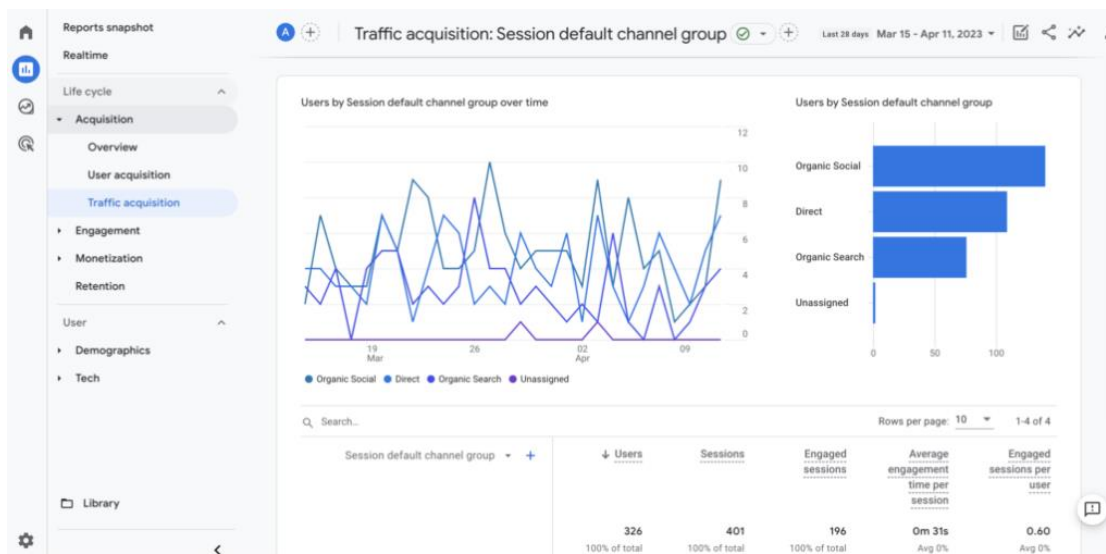 Reports snapshot
Realtime
Life cycle
Acquisition
Overview
User acquisition
Traffic acquisition
Engagement
Monetization
Retention
User
Demographics
Tech
Library
A
Traffic acquisition: Session default channel group
Last 28 days Mar 15 - Apr 11, 2023
Users by Session default channel group over time
12
10
8
6
4
2
0
19
Mar
26
02
Apr
09
Organic Social Direct Organic Search Unassigned
Users by Session default channel group
Organic Social
Direct
Organic Search
Unassigned
0 50 100
Search...
Rows per page: 10 1-4 of 4
Session default channel group
Users
Sessions
Engaged
sessions
Average
engagement
time per
session
Engaged
sessions per
user
326 401 196 0m 31s 0.60
100% of total 100% of total 100% of total Avg 0% Avg 0%